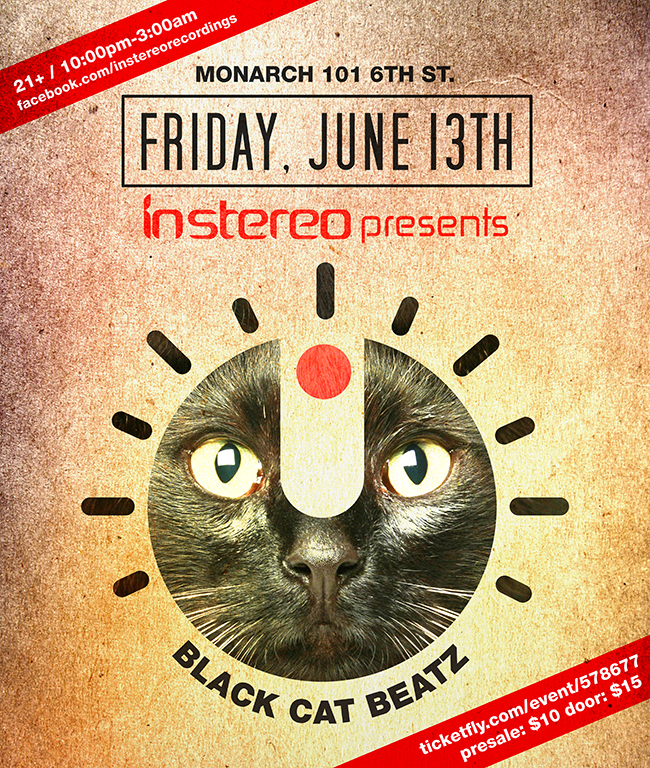 21+ / 10:00pm-3:00am
facebook.com/instereorecordings
MONARCH 101 6TH ST.
FRIDAY, JUNE 13TH
instereo presents
BLACK CAT BEATZ
ticketfly.com/event/578677
presale: $10 door: $15